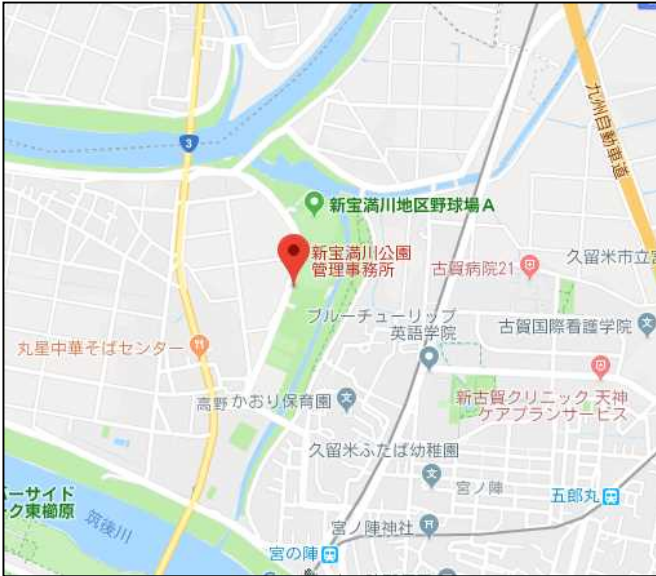 3
九州自動車道
新宝満川地区野球場A
新宝満川公園
管理事務所
古賀病院21
久留米市立宮
ブルーチューリップ
英語学院
古賀国際看護学院
丸星中華そばセンター
新古賀クリニック 天神
ケアプランサービス
高野 かおり保育園
久留米ふたば幼稚園
宮ノ陣
五郎丸
バーサイド
ーク東櫛原
筑後川
宮ノ陣神社
宮の陣